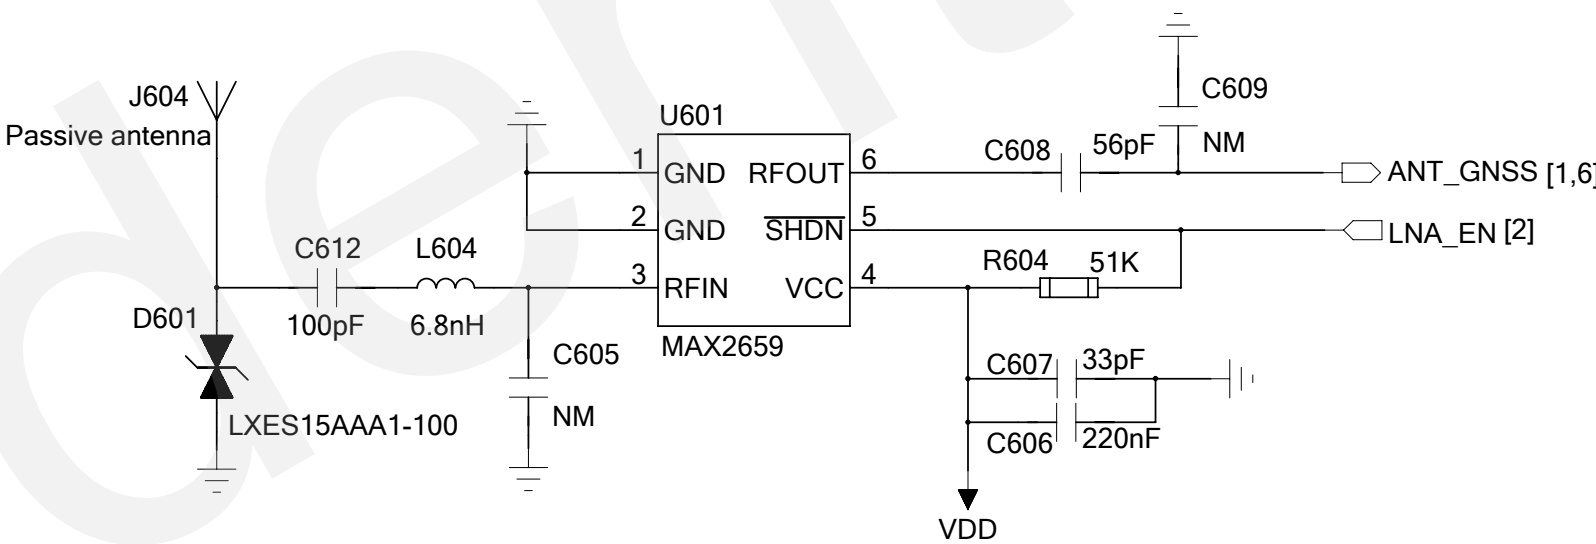 J604
Passive antenna
D601
LXES15AAA1-100
C612
100pF
L604
6.8nH
C605
NM
U601
1 GND
2 GND
3 RFIN
RFOUT 6
SHDN 5
VCC 4
MAX2659
C608
56pF
C609
NM
ANT_GNSS [1,6]
LNA_EN [2]
R604
51K
C607
33pF
C606
220nF
VDD